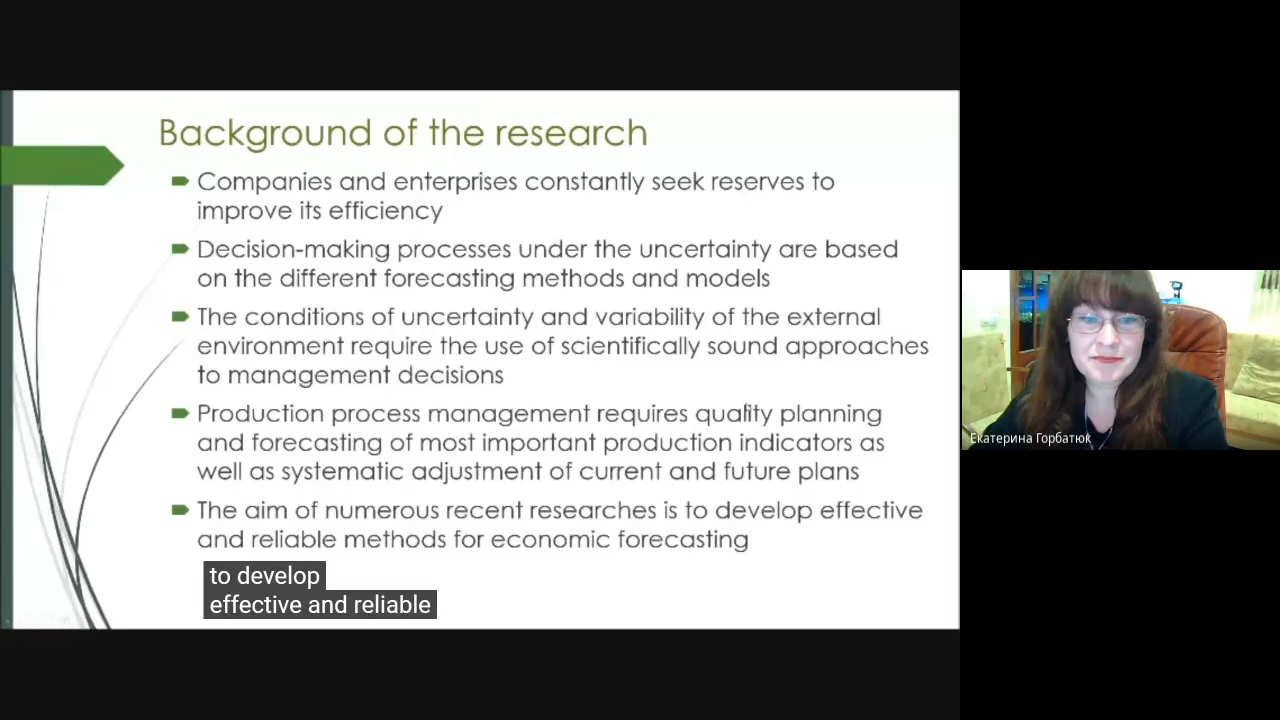 Background of the research
Companies and enterprises constantly seek reserves to
improve its efficiency
Decision-making processes under the uncertainty are based
on the different forecasting methods and models
The conditions of uncertainty and variability of the external
environment require the use of scientifically sound approaches
to management decisions
Production process management requires quality planning
and forecasting of most important production indicators as
well as systematic adjustment of current and future plans
The aim of numerous recent researches is to develop effective
and reliable methods for economic forecasting
to develop
effective and reliable
Екатерина Горбатюк